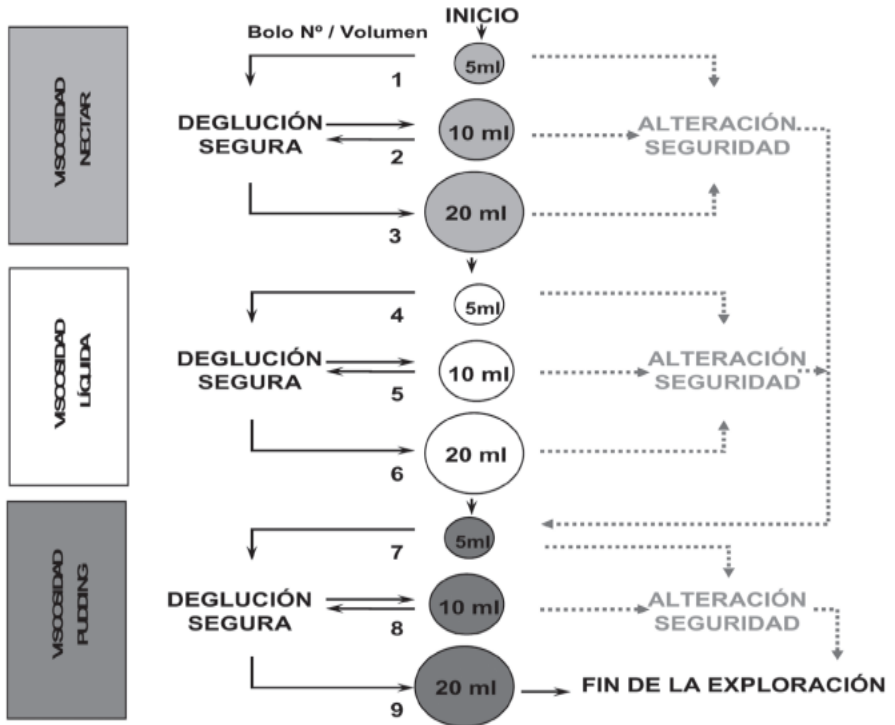 INICIO
Bolo Nº / Volumen
5ml
1
VISCOSIDAD
NECTAR
DEGLUCIÓN
SEGURA
10 ml
2
ALTERACIÓN
SEGURIDAD
20 ml
3
5ml
4
VISCOSIDAD
LÍQUIDA
DEGLUCIÓN
SEGURA
10 ml
5
ALTERACIÓN
SEGURIDAD
20 ml
6
5ml
7
VISCOSIDAD
PUDDING
DEGLUCIÓN
SEGURA
10 ml
8
ALTERACIÓN
SEGURIDAD
20 ml
9
FIN DE LA EXPLORACIÓN